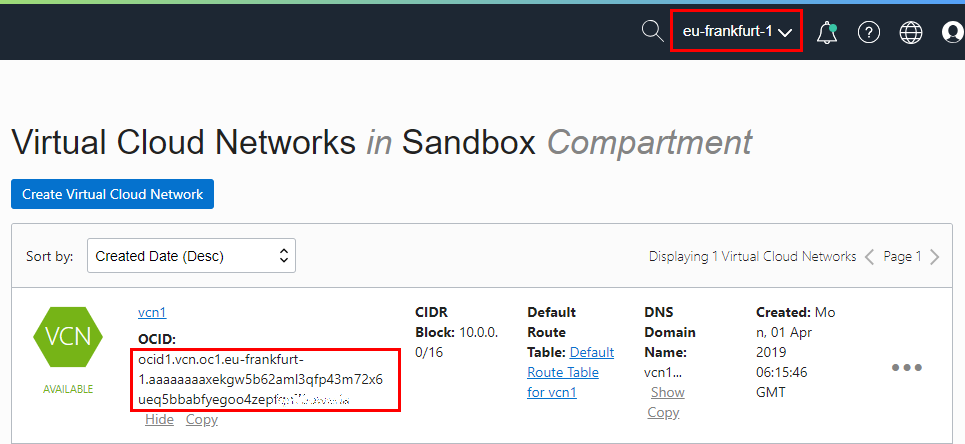 eu-frankfurt-1
Virtual Cloud Networks in Sandbox Compartment
Create Virtual Cloud Network
Sort by: Created Date (Desc)
Displaying 1 Virtual Cloud Networks
Page 1
VCN
AVAILABLE
vcn1
OCID:
ocid1.vcn.oc1.eu-frankfurt-
1.aaaaaaaaxekgw5b62aml3qfp43m72x6
ueq5bbabfyegoo4zepf
Hide Copy
CIDR
Block: 10.0.0.
0/16
Default
Route
Table: Default
Route Table
for vcn1
DNS
Domain
Name:
vcn1...
Show
Copy
Created: Mo
n, 01 Apr
2019
06:15:46
GMT